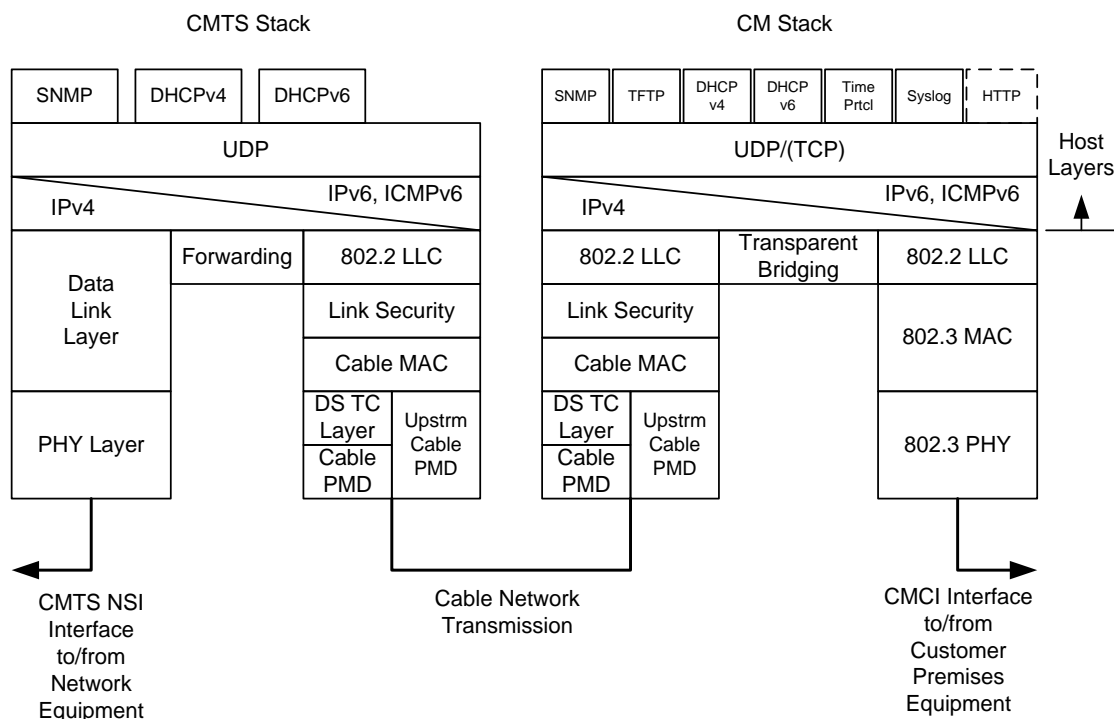 CMTS Stack
CM Stack
SNMP
DHCPv4
DHCPv6
SNMP
TFTP
DHCP
v4
DHCP
v6
Time
Prtcl
Syslog
HTTP
UDP
UDP/(TCP)
Host
Layers
IPv4
IPv6, ICMPv6
IPv4
IPv6, ICMPv6
Data
Link
Layer
Forwarding
802.2 LLC
802.2 LLC
Transparent
Bridging
802.2 LLC
Link Security
Link Security
802.3 MAC
Cable MAC
Cable MAC
PHY Layer
DS TC
Layer
Cable
PMD
Upstrm
Cable
PMD
DS TC
Layer
Cable
PMD
Upstrm
Cable
PMD
802.3 PHY
CMTS NSI
Interface
to/from
Network
Equipment
Cable Network
Transmission
CMCI Interface
to/from
Customer
Premises
Equipment